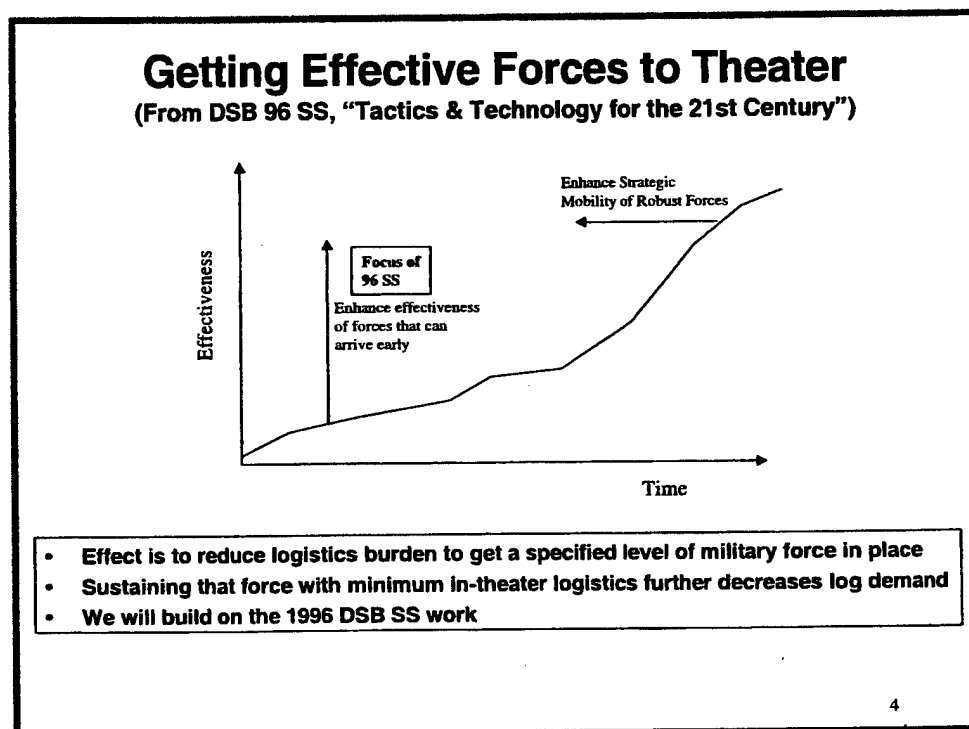 Getting Effective Forces to Theater
(From DSB 96 SS, “Tactics & Technology for the 21st Century”)
Enhance Strategic
Mobility of Robust Forces
Focus of
96 SS
Enhance effectiveness
of forces that can
arrive early
Effectiveness
Time
• Effect is to reduce logistics burden to get a specified level of military force in place
• Sustaining that force with minimum in-theater logistics further decreases log demand
• We will build on the 1996 DSB SS work
4